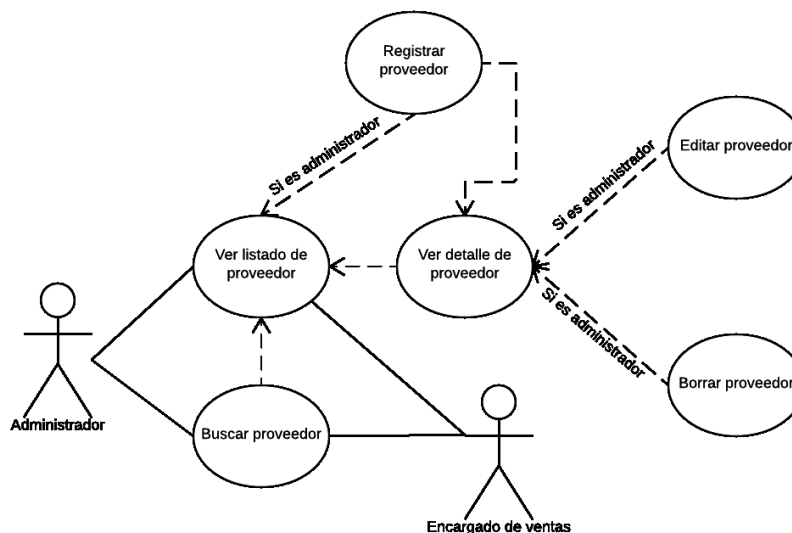 Registrar
proveedor
Si es administrador
Editar proveedor
Si es administrador
Ver listado de
proveedor
Ver detalle de
proveedor
Si es administrador
Borrar proveedor
Administrador
Buscar proveedor
Encargado de ventas